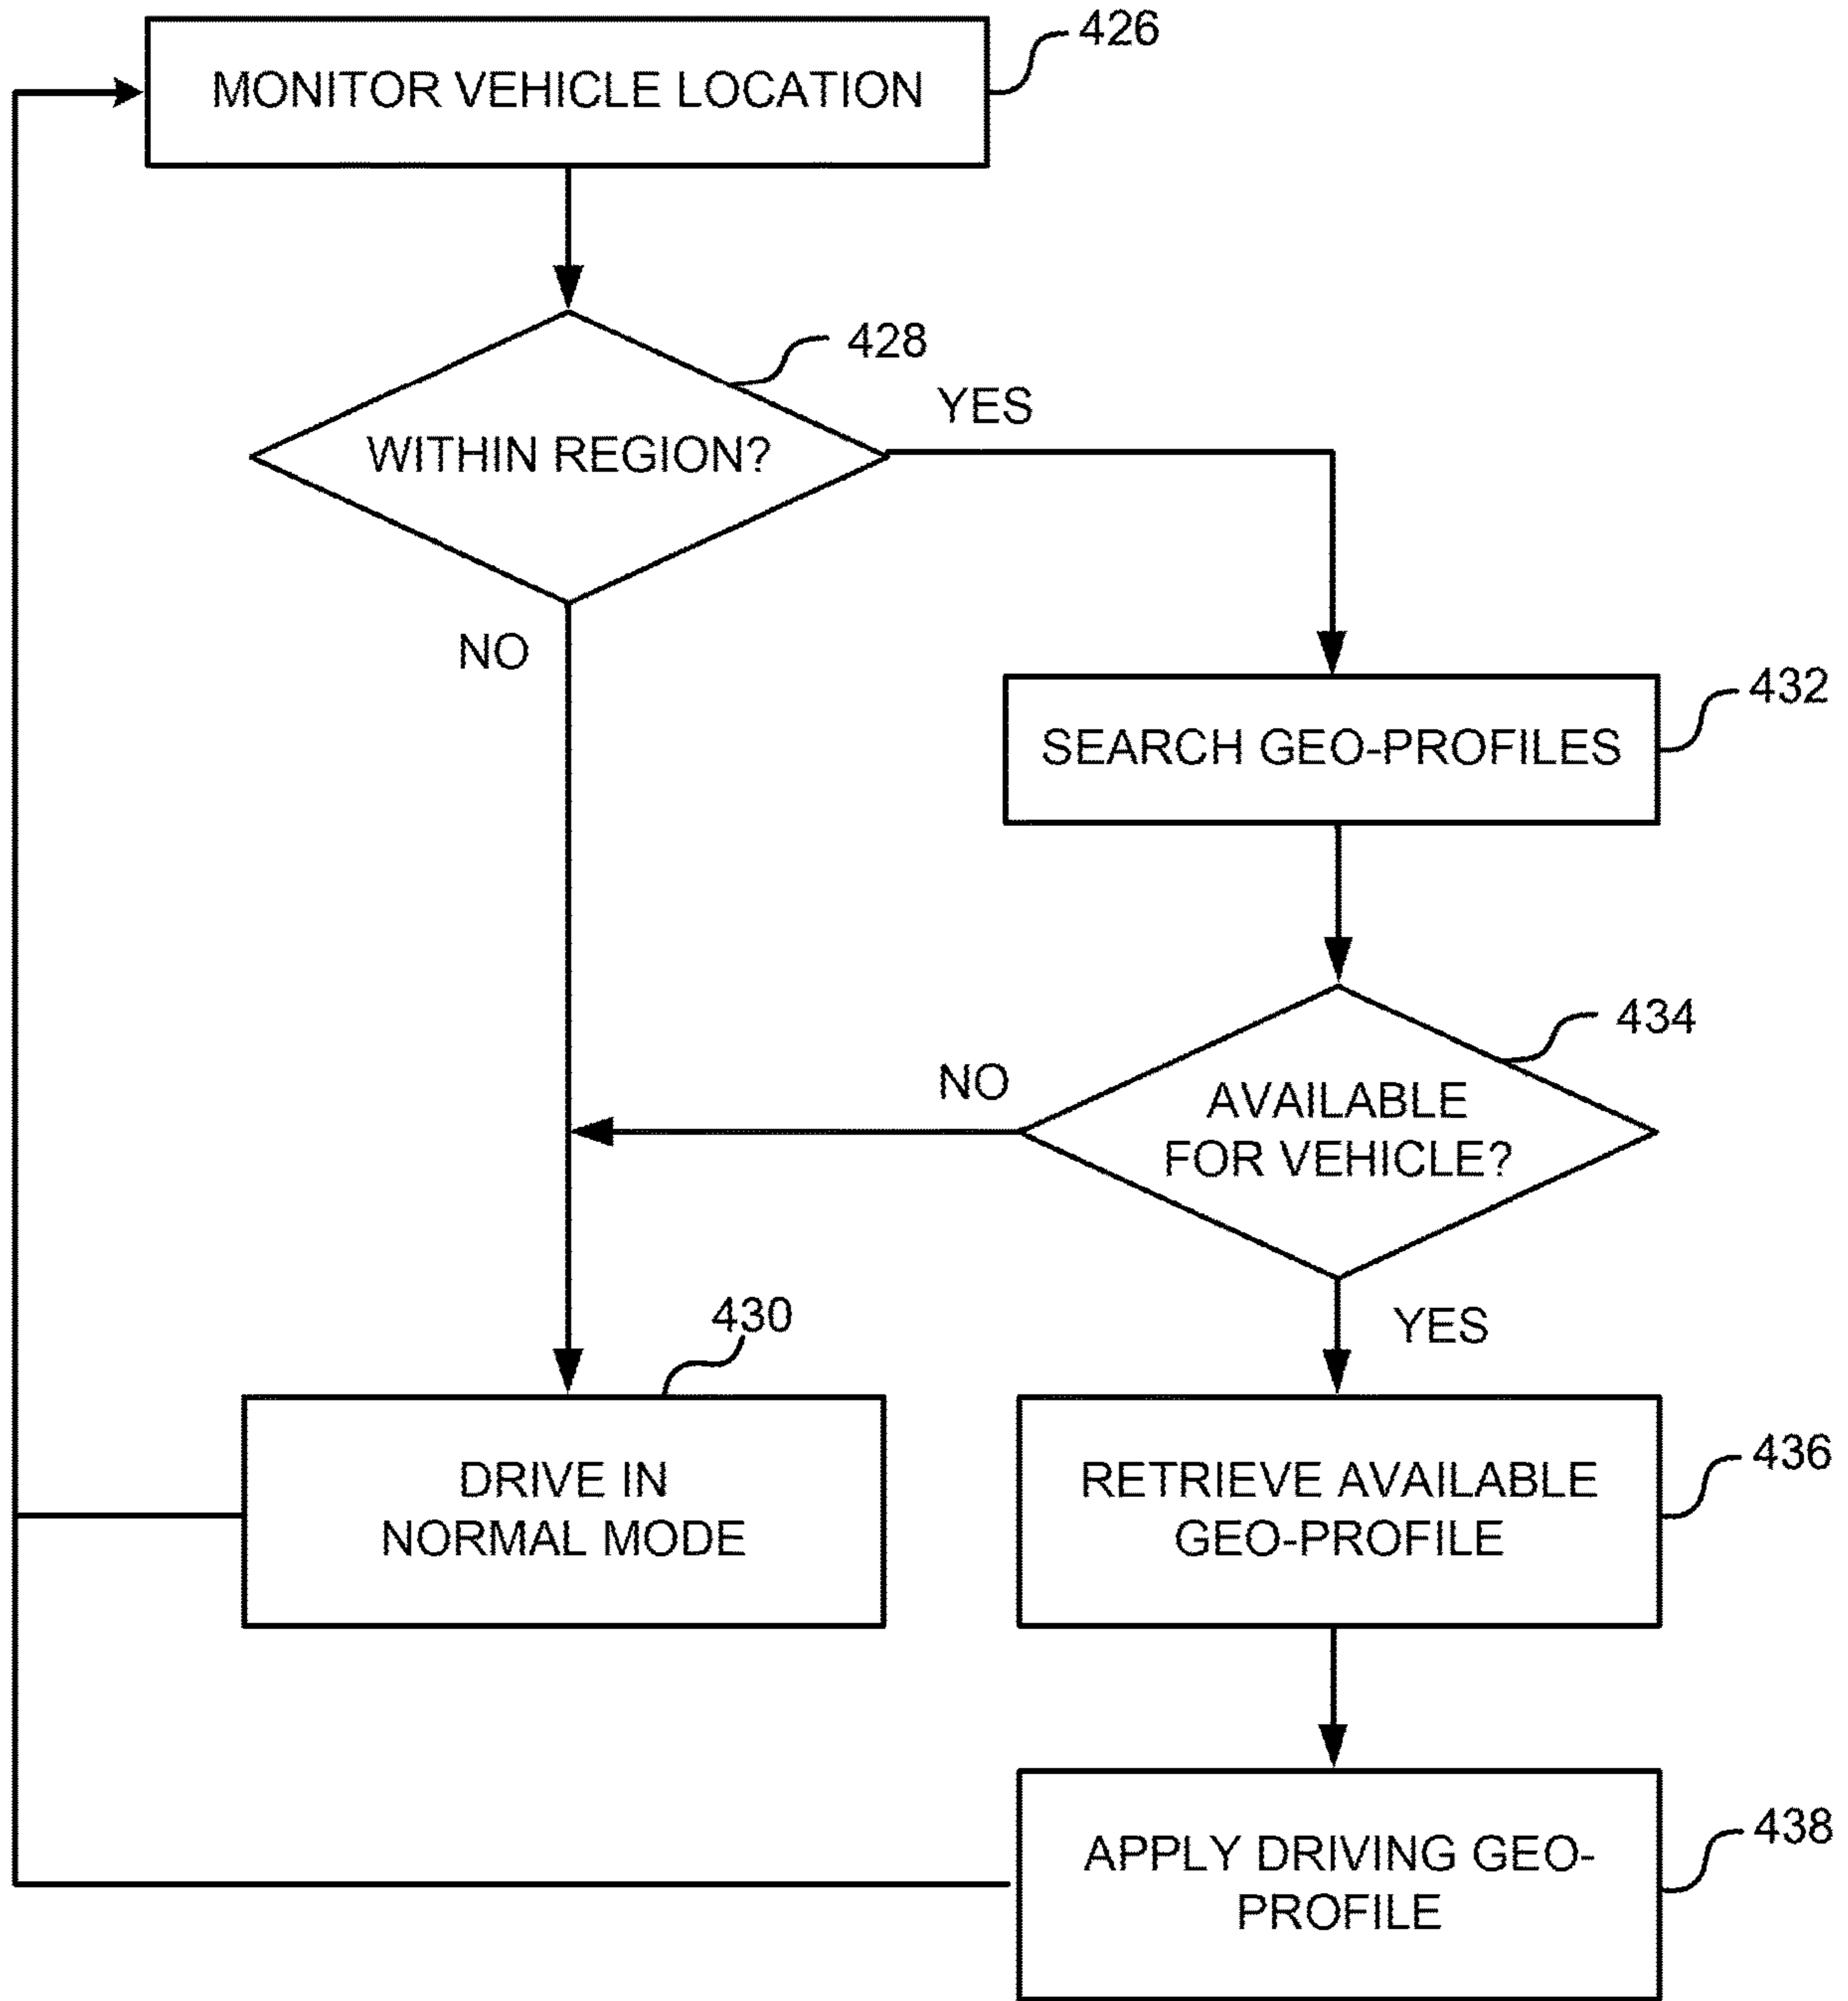 426
MONITOR VEHICLE LOCATION
428
YES
WITHIN REGION?
NO
432
SEARCH GEO-PROFILES
434
NO
AVAILABLE
FOR VEHICLE?
430
YES
DRIVE IN
NORMAL MODE
436
RETRIEVE AVAILABLE
GEO-PROFILE
438
APPLY DRIVING GEO-
PROFILE